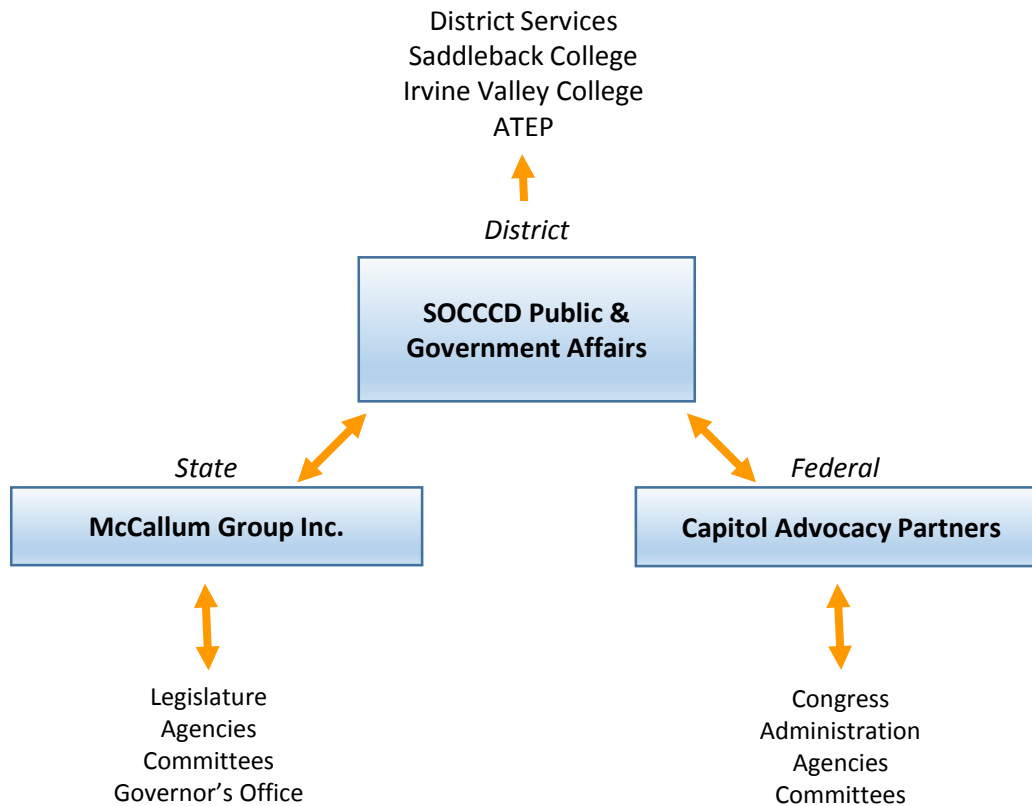 District Services
Saddleback College
Irvine Valley College
ATEP
District
SOCCCD Public &
Government Affairs
State
McCallum Group Inc.
Federal
Capitol Advocacy Partners
Legislature
Agencies
Committees
Governor’s Office
Congress
Administration
Agencies
Committees